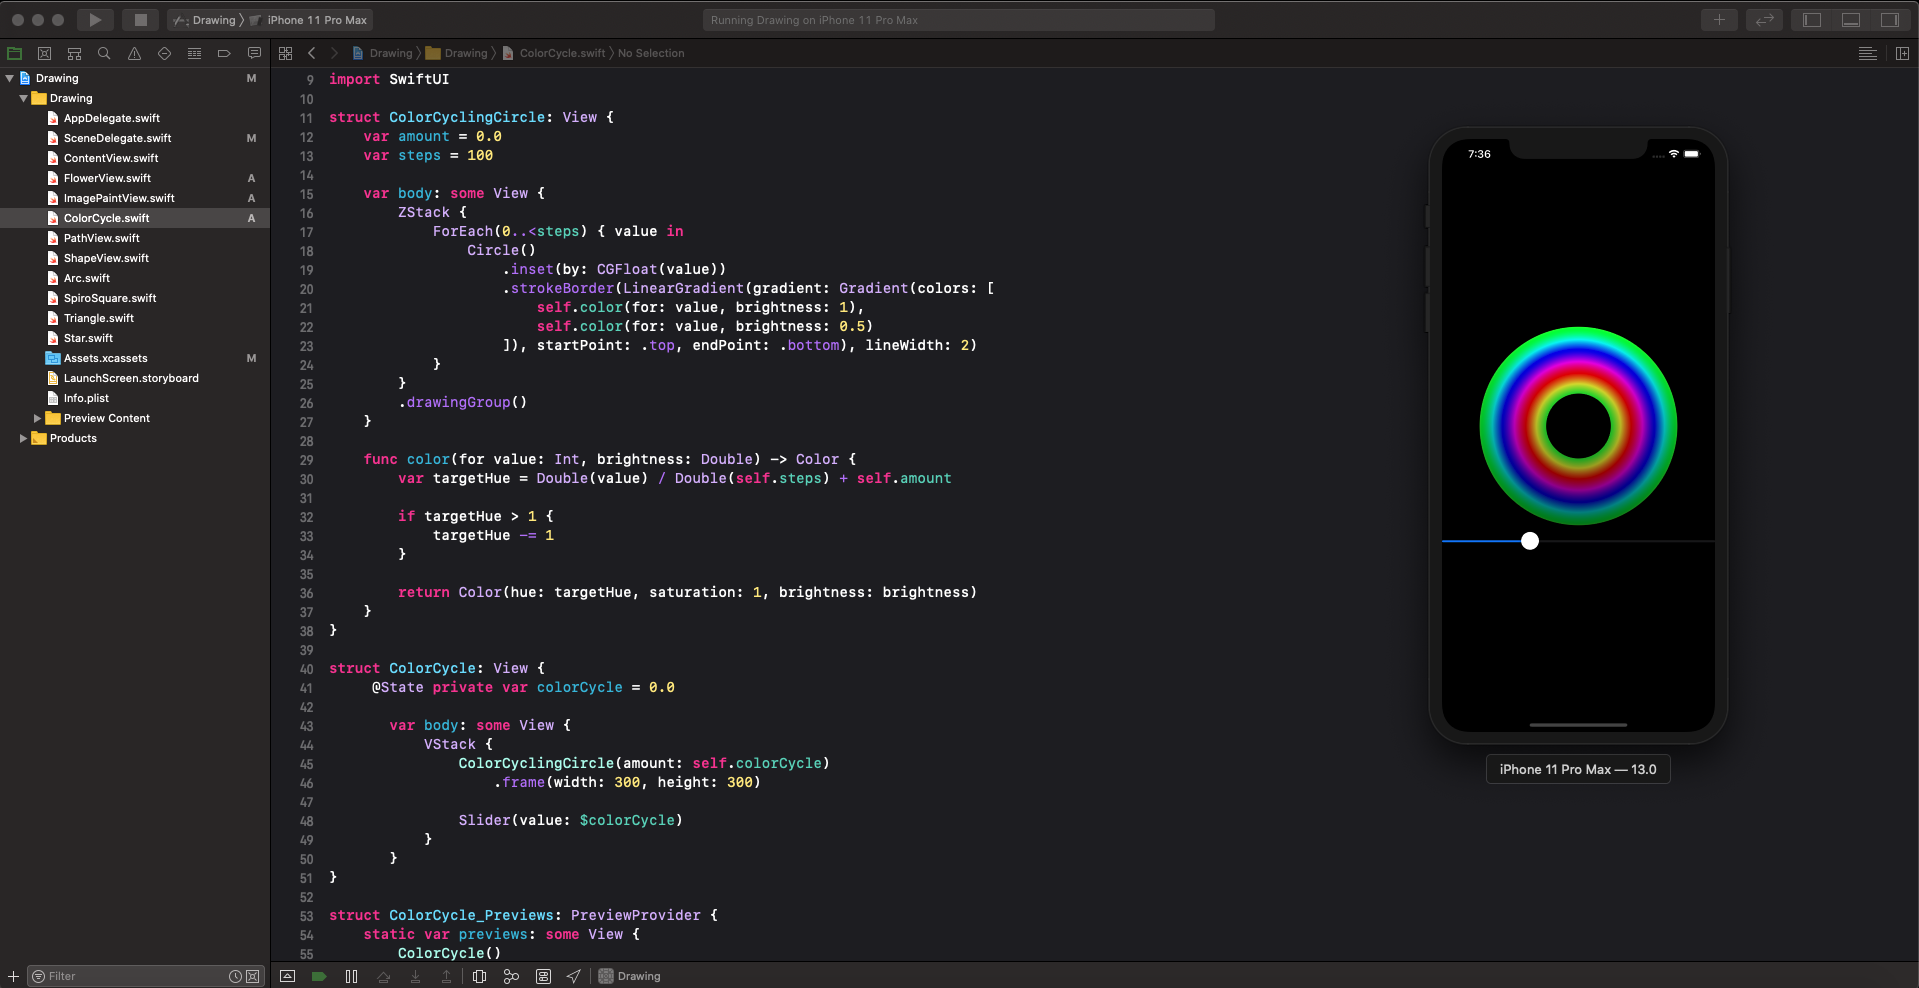 Drawing 〉 iPhone 11 Pro Max
Running Drawing on iPhone 11 Pro Max
Drawing 〉 Drawing 〉 ColorCycle.swift 〉 No Selection
Drawing M
Drawing
AppDelegate.swift
SceneDelegate.swift M
ContentView.swift
FlowerView.swift A
ImagePaintView.swift A
ColorCycle.swift A
PathView.swift
ShapeView.swift
Arc.swift
SpiroSquare.swift
Triangle.swift
Star.swift
Assets.xcassets M
LaunchScreen.storyboard
Info.plist
Preview Content
Products
Filter
9 import SwiftUI
10
11 struct ColorCyclingCircle: View {
12     var amount = 0.0
13     var steps = 100
14
15     var body: some View {
16         ZStack {
17             ForEach(0..<steps) { value in
18                 Circle()
19                     .inset(by: CGFloat(value))
20                     .strokeBorder(LinearGradient(gradient: Gradient(colors: [
21                         self.color(for: value, brightness: 1),
22                         self.color(for: value, brightness: 0.5)
23                     ]), startPoint: .top, endPoint: .bottom), lineWidth: 2)
24             }
25         }
26         .drawingGroup()
27     }
28
29     func color(for value: Int, brightness: Double) -> Color {
30         var targetHue = Double(value) / Double(self.steps) + self.amount
31
32         if targetHue > 1 {
33             targetHue -= 1
34         }
35
36         return Color(hue: targetHue, saturation: 1, brightness: brightness)
37     }
38 }
39
40 struct ColorCycle: View {
41      @State private var colorCycle = 0.0
42
43        var body: some View {
44            VStack {
45                ColorCyclingCircle(amount: self.colorCycle)
46                    .frame(width: 300, height: 300)
47
48                Slider(value: $colorCycle)
49            }
50        }
51 }
52
53 struct ColorCycle_Previews: PreviewProvider {
54     static var previews: some View {
55         ColorCycle()
7:36
iPhone 11 Pro Max — 13.0
Drawing